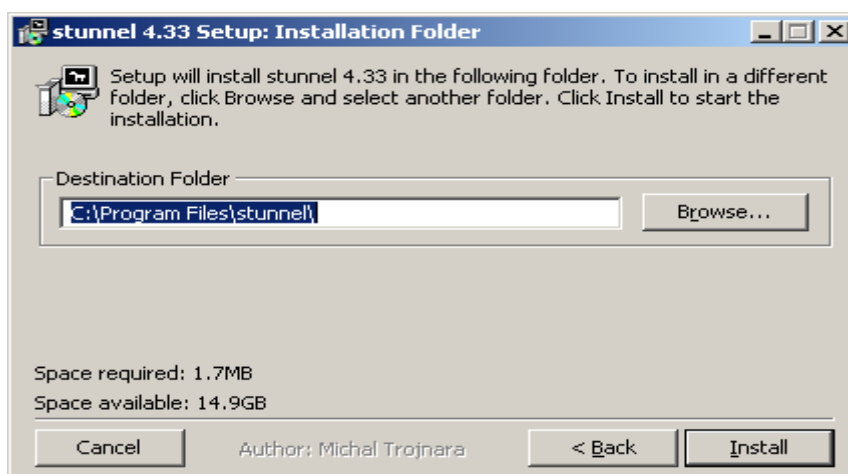 stunnel 4.33 Setup: Installation Folder
Setup will install stunnel 4.33 in the following folder. To install in a different
folder, click Browse and select another folder. Click Install to start the
installation.
Destination Folder
C:\Program Files\stunnel\
Browse...
Space required: 1.7MB
Space available: 14.9GB
Cancel
Author: Michal Trojnara
< Back
Install